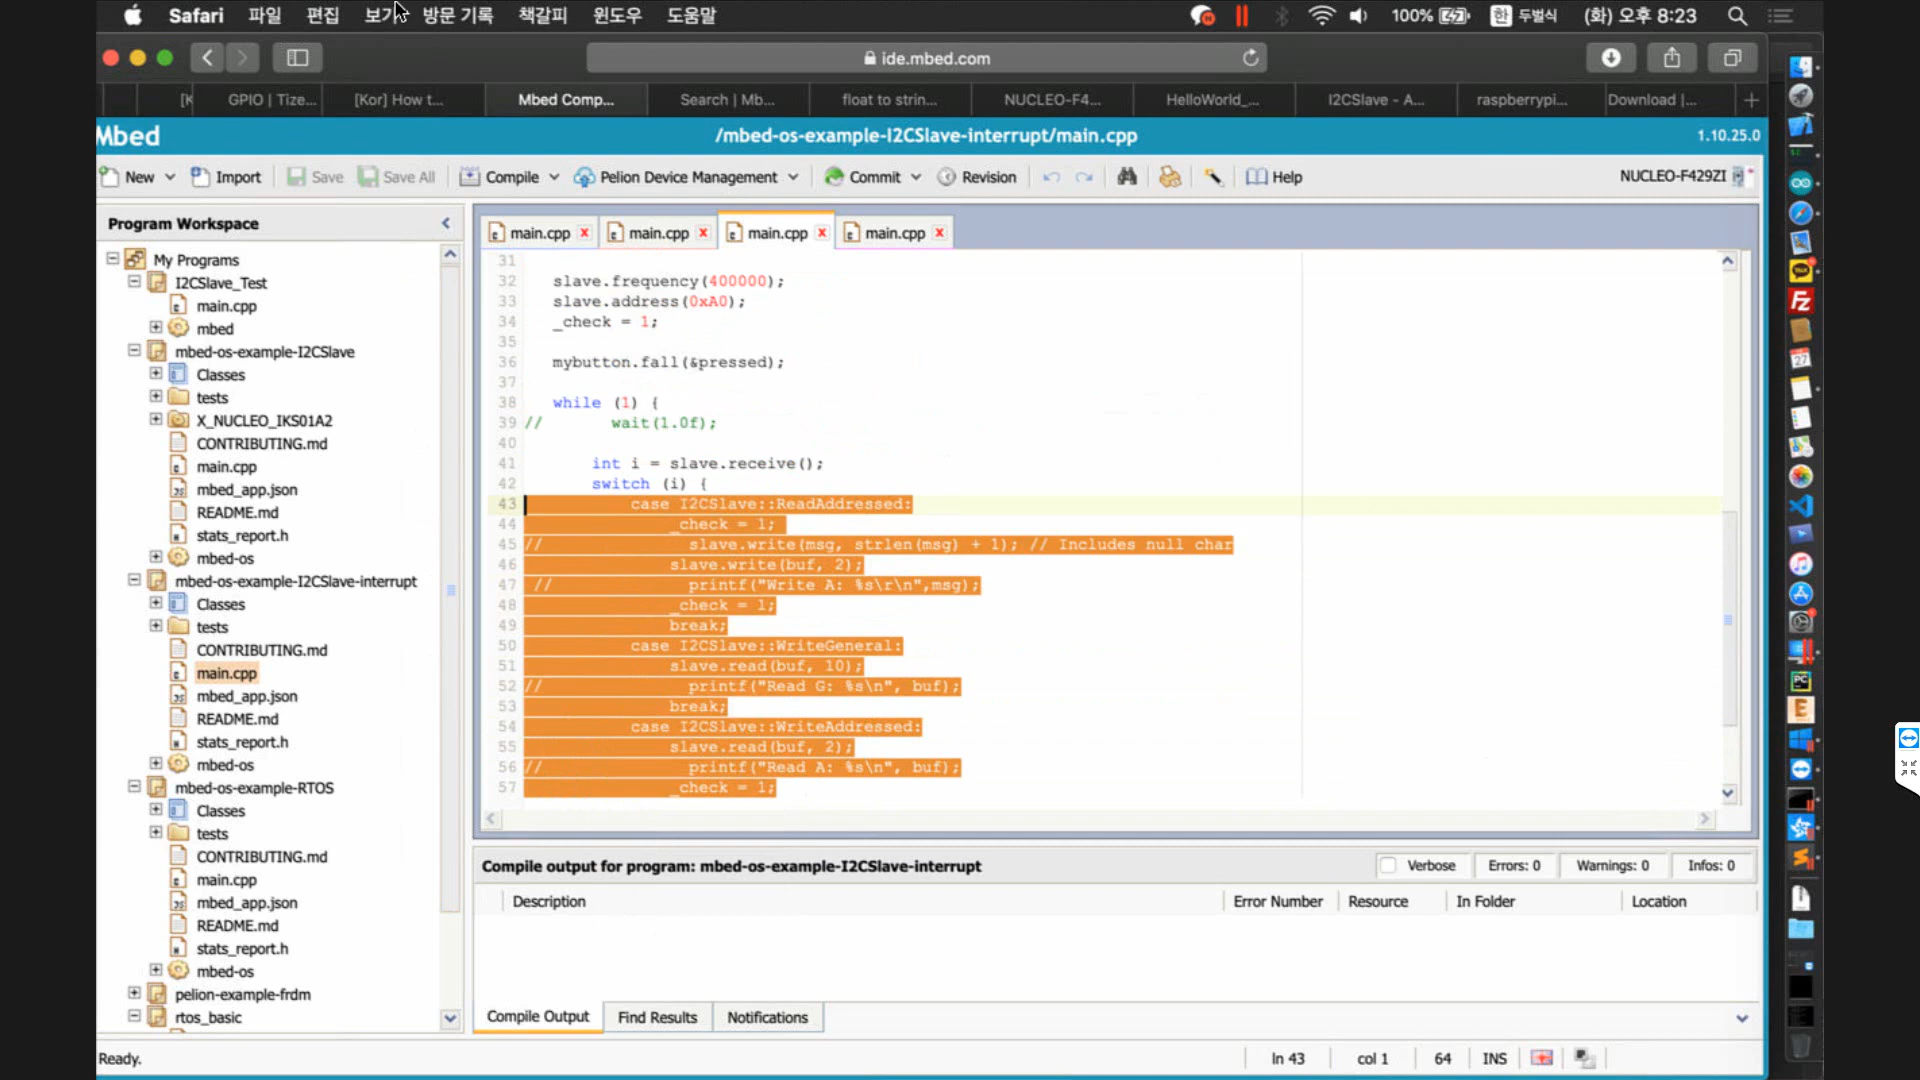 Safari 파일 편집 보기 방문 기록 책갈피 윈도우 도움말 100% 한 두벌식 (화) 오후 8:23
ide.mbed.com
[K GPIO | Tize... [Kor] How t... Mbed Comp... Search | Mb... float to strin... NUCLEO-F4... HelloWorld_... I2CSlave - A... raspberrypi... Download |...
Mbed /mbed-os-example-I2CSlave-interrupt/main.cpp 1.10.25.0
New Import Save Save All Compile Pelion Device Management Commit Revision Help NUCLEO-F429ZI
Program Workspace
My Programs
I2CSlave_Test
main.cpp
mbed
mbed-os-example-I2CSlave
Classes
tests
X_NUCLEO_IKS01A2
CONTRIBUTING.md
main.cpp
mbed_app.json
README.md
stats_report.h
mbed-os
mbed-os-example-I2CSlave-interrupt
Classes
tests
CONTRIBUTING.md
main.cpp
mbed_app.json
README.md
stats_report.h
mbed-os
mbed-os-example-RTOS
Classes
tests
CONTRIBUTING.md
main.cpp
mbed_app.json
README.md
stats_report.h
mbed-os
pelion-example-frdm
rtos_basic
main.cpp main.cpp main.cpp main.cpp
31
32 slave.frequency(400000);
33 slave.address(0xA0);
34 _check = 1;
35
36 mybutton.fall(&pressed);
37
38 while (1) {
39 // wait(1.0f);
40
41 int i = slave.receive();
42 switch (i) {
43 case I2CSlave::ReadAddressed:
44 _check = 1;
45 // slave.write(msg, strlen(msg) + 1); // Includes null char
46 slave.write(buf, 2);
47 // printf("Write A: %s\r\n",msg);
48 _check = 1;
49 break;
50 case I2CSlave::WriteGeneral:
51 slave.read(buf, 10);
52 // printf("Read G: %s\n", buf);
53 break;
54 case I2CSlave::WriteAddressed:
55 slave.read(buf, 2);
56 // printf("Read A: %s\n", buf);
57 _check = 1;
Compile output for program: mbed-os-example-I2CSlave-interrupt Verbose Errors: 0 Warnings: 0 Infos: 0
Description Error Number Resource In Folder Location
Compile Output Find Results Notifications
Ready. ln 43 col 1 64 INS